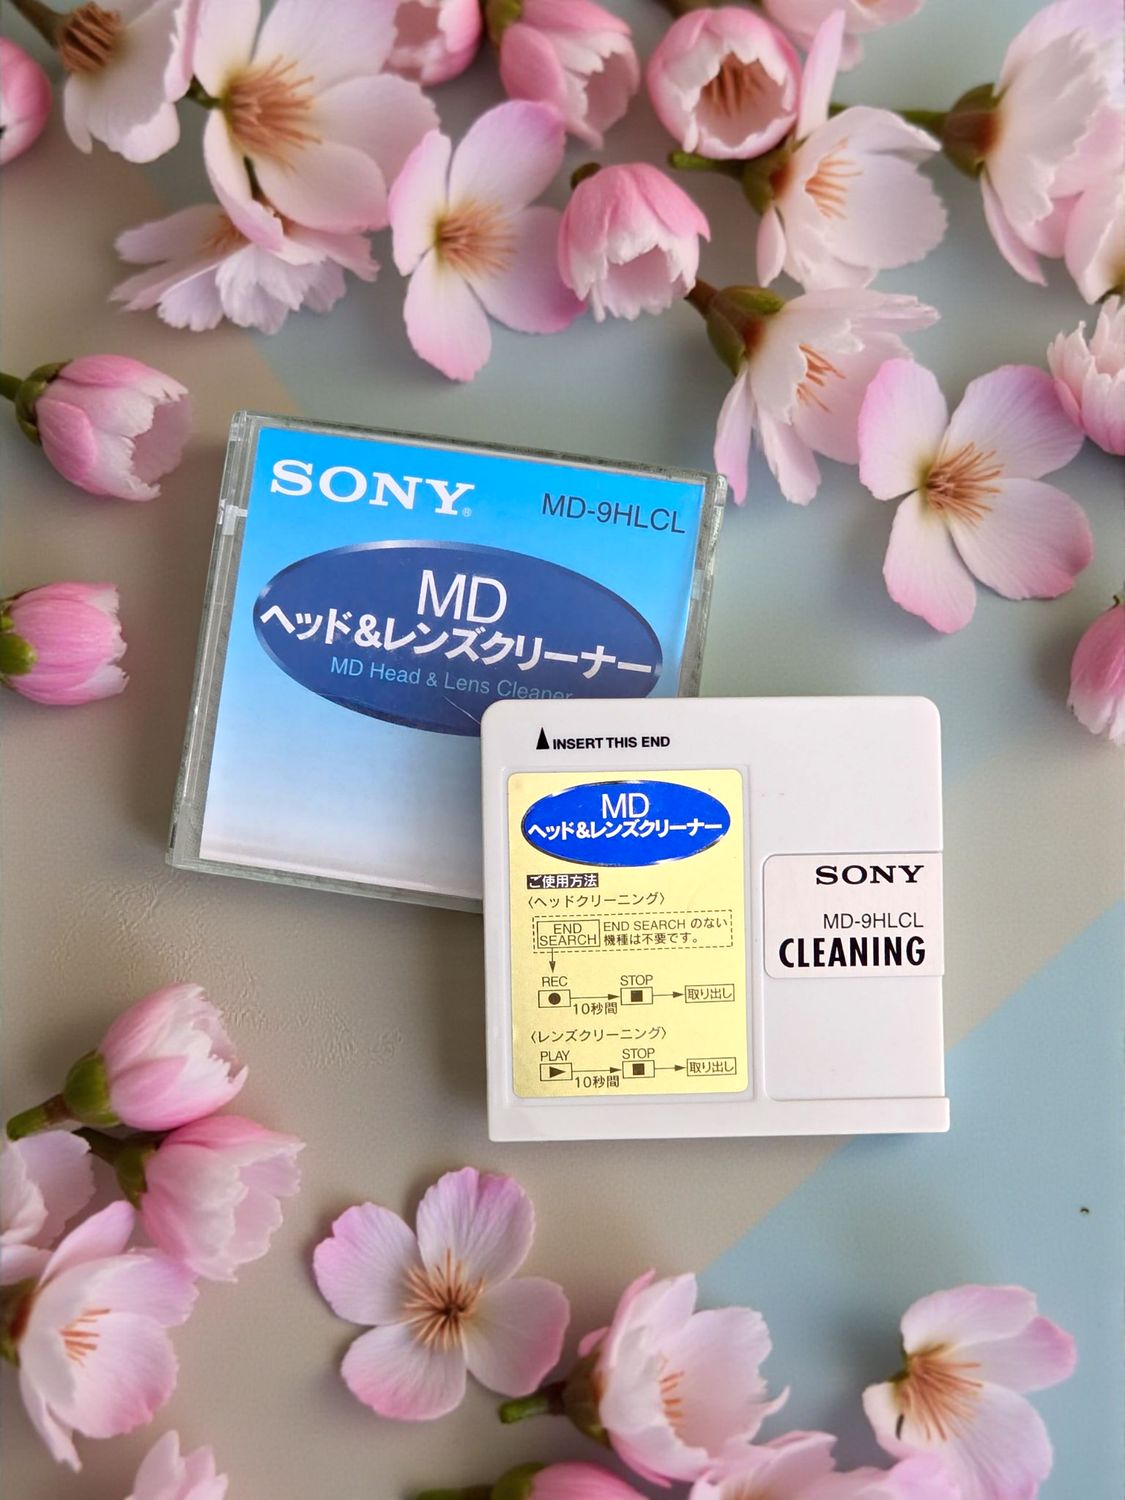 SONY®
MD-9HLCL
MD
ヘッド&レンズクリーナー
MD Head & Lens Cleaner
▲INSERT THIS END
MD
ヘッド&レンズクリーナー
ご使用方法
〈ヘッドクリーニング〉
END SEARCH
END SEARCH のない
機種は不要です。
REC
STOP
10秒間
取り出し
〈レンズクリーニング〉
PLAY
STOP
10秒間
取り出し
SONY
MD-9HLCL
CLEANING